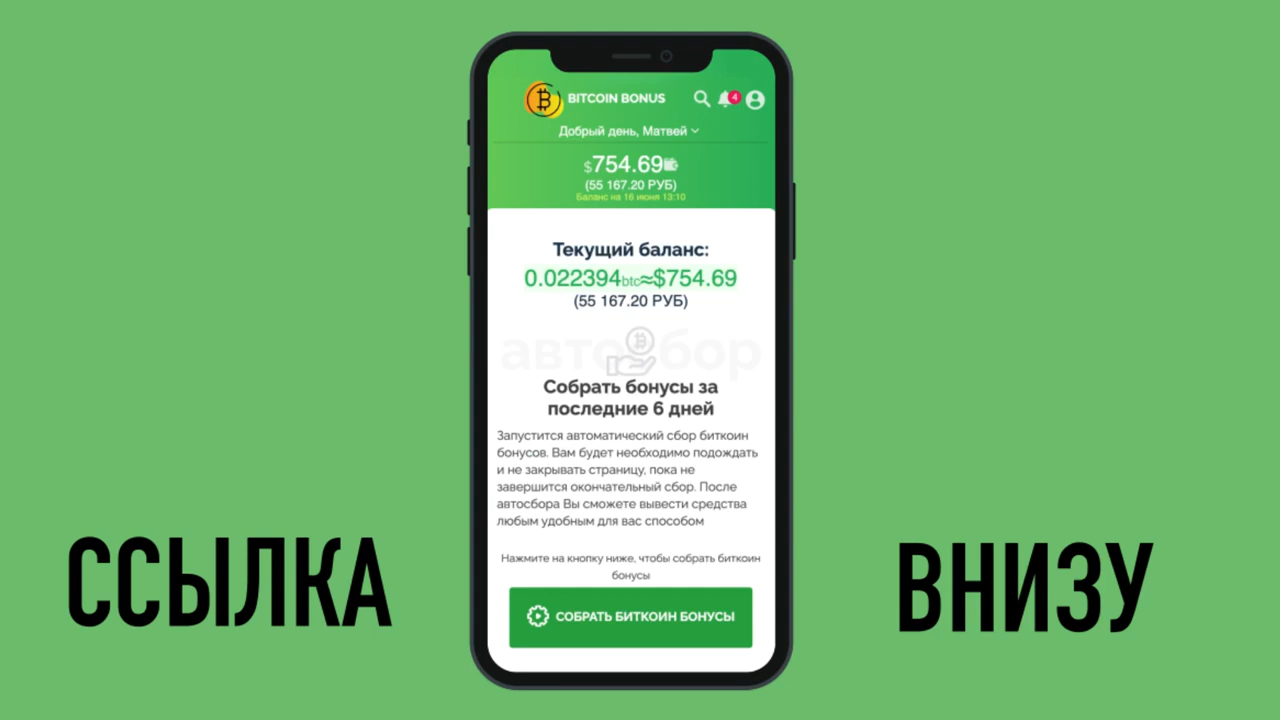 BITCOIN BONUS
4
Добрый день, Матвей
$754.69
(55 167.20 РУБ)
Баланс на 16 июня 13:10
Текущий баланс:
0.022394btc≈$754.69
(55 167.20 РУБ)
автосбор
Собрать бонусы за
последние 6 дней
Запустится автоматический сбор биткоин
бонусов. Вам будет необходимо подождать
и не закрывать страницу, пока не
завершится окончательный сбор. После
автосбора Вы сможете вывести средства
любым удобным для вас способом
Нажмите на кнопку ниже, чтобы собрать биткоин
бонусы
СОБРАТЬ БИТКОИН БОНУСЫ
ССЫЛКА
ВНИЗУ